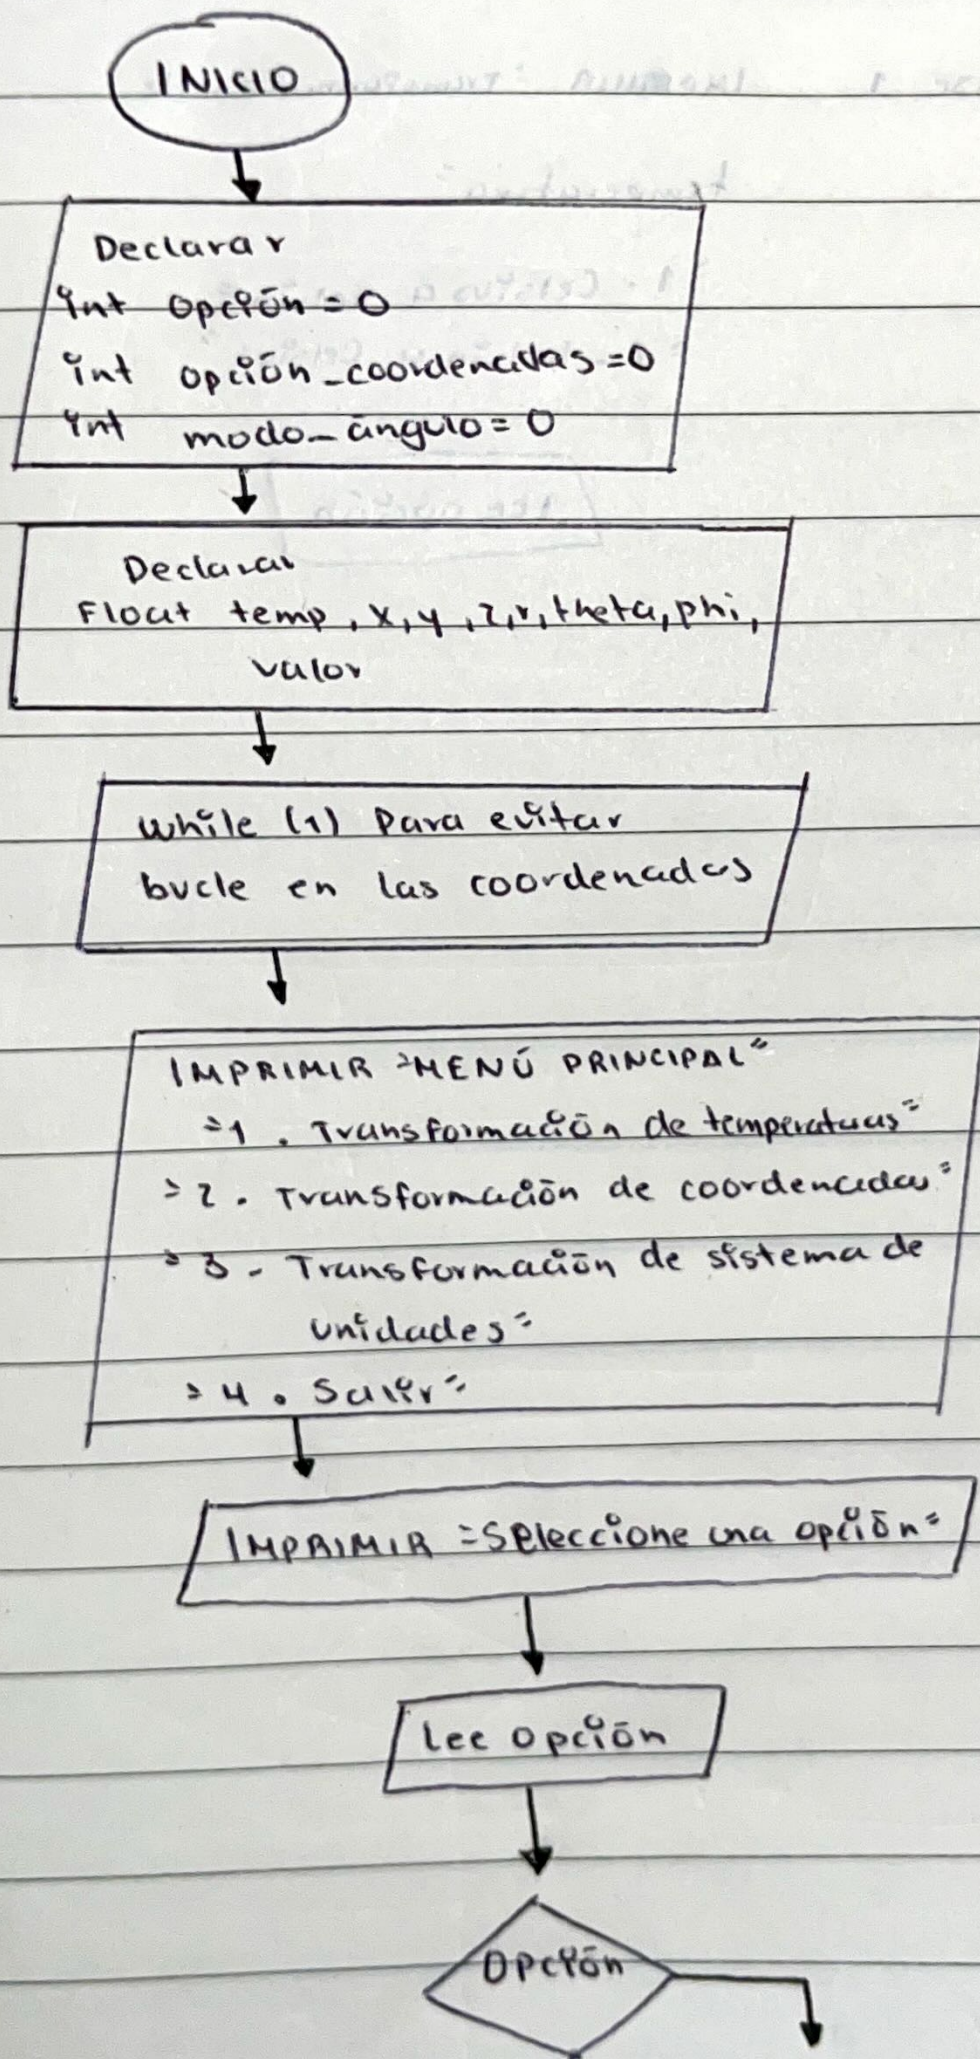 INICIO
Declarar
int opción = 0
int opción_coordenadas = 0
int modo_ángulo = 0
Declarar
Float temp, x, y, z, r, theta, phi,
valor
while (1) Para evitar
bucle en las coordenadas
IMPRIMIR "MENÚ PRINCIPAL"
"1. Transformación de temperaturas"
"2. Transformación de coordenadas"
"3. Transformación de sistema de
unidades"
"4. Salir"
IMPRIMIR "Seleccione una opción"
Lee opción
Opción